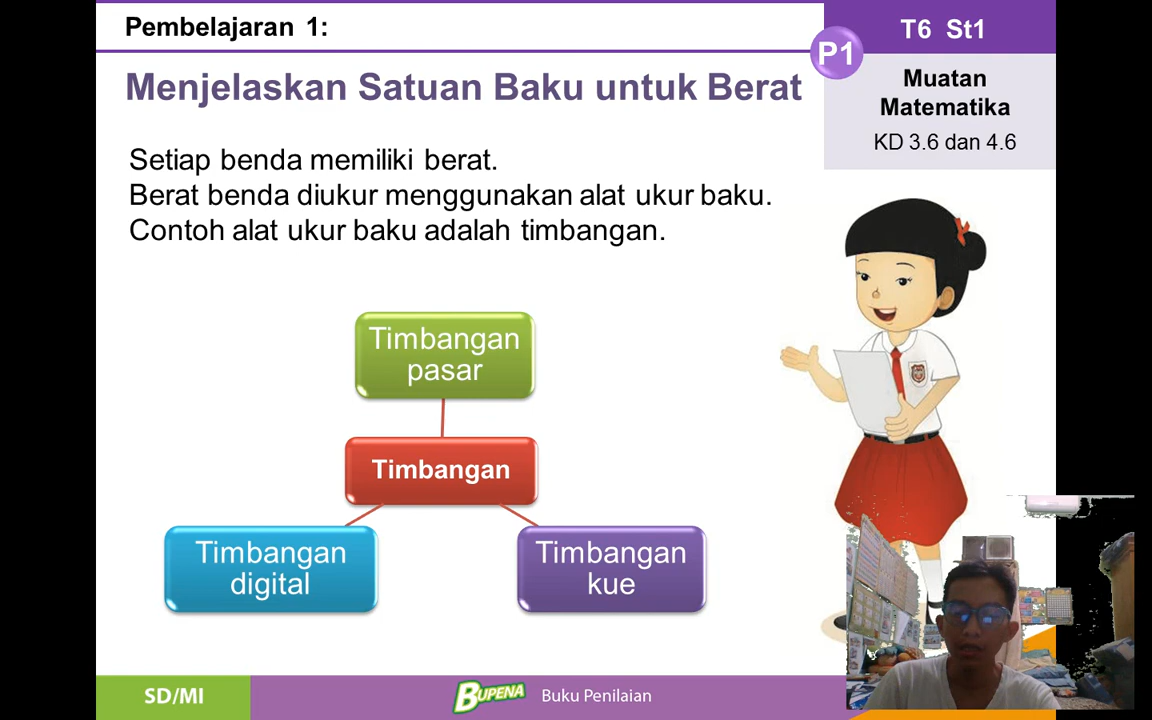 Pembelajaran 1:
T6 St1
P1
Menjelaskan Satuan Baku untuk Berat
Muatan
Matematika
KD 3.6 dan 4.6
Setiap benda memiliki berat.
Berat benda diukur menggunakan alat ukur baku.
Contoh alat ukur baku adalah timbangan.
Timbangan
pasar
Timbangan
Timbangan
digital
Timbangan
kue
SD/MI
BUPENA
Buku Penilaian